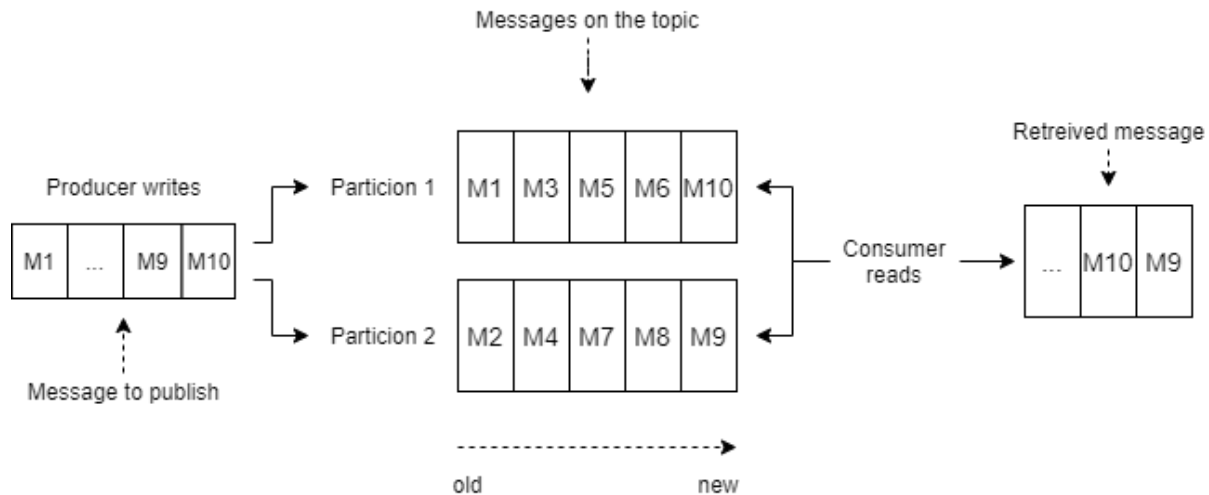 Messages on the topic
Retreived message
Producer writes
Particion 1
M1 M3 M5 M6 M10
M1 ... M9 M10
Consumer
reads
... M10 M9
Particion 2
M2 M4 M7 M8 M9
Message to publish
old new